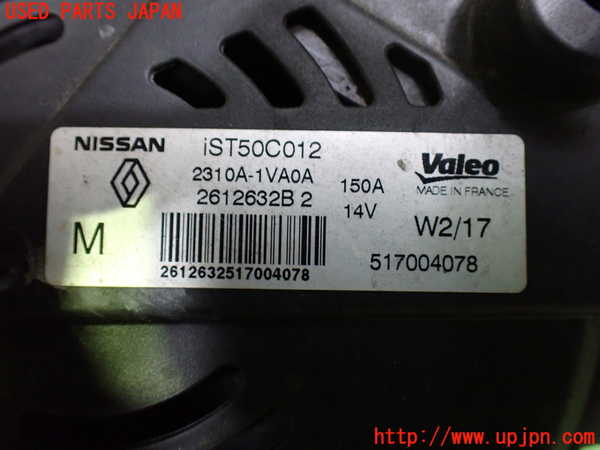 USED PARTS JAPAN
NISSAN iST50C012 Valeo
2310A-1VA0A 150A MADE IN FRANCE
2612632B 2 14V W2/17
M 517004078
2612632517004078
http://www.upjpn.com/